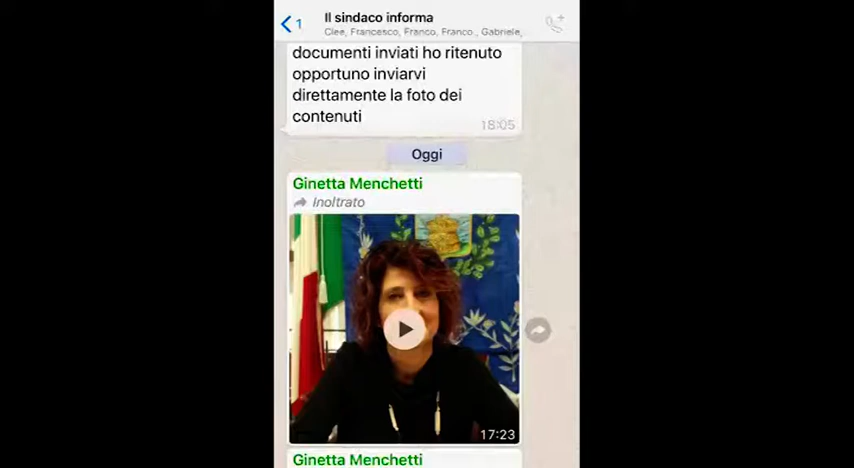 1
Il sindaco informa
Clee, Francesco, Franco, Franco , Gabriele,
documenti inviati ho ritenuto
opportuno inviarvi
direttamente la foto dei
contenuti
18:05
Oggi
Ginetta Menchetti
Inoltrato
17:23
Ginetta Menchetti